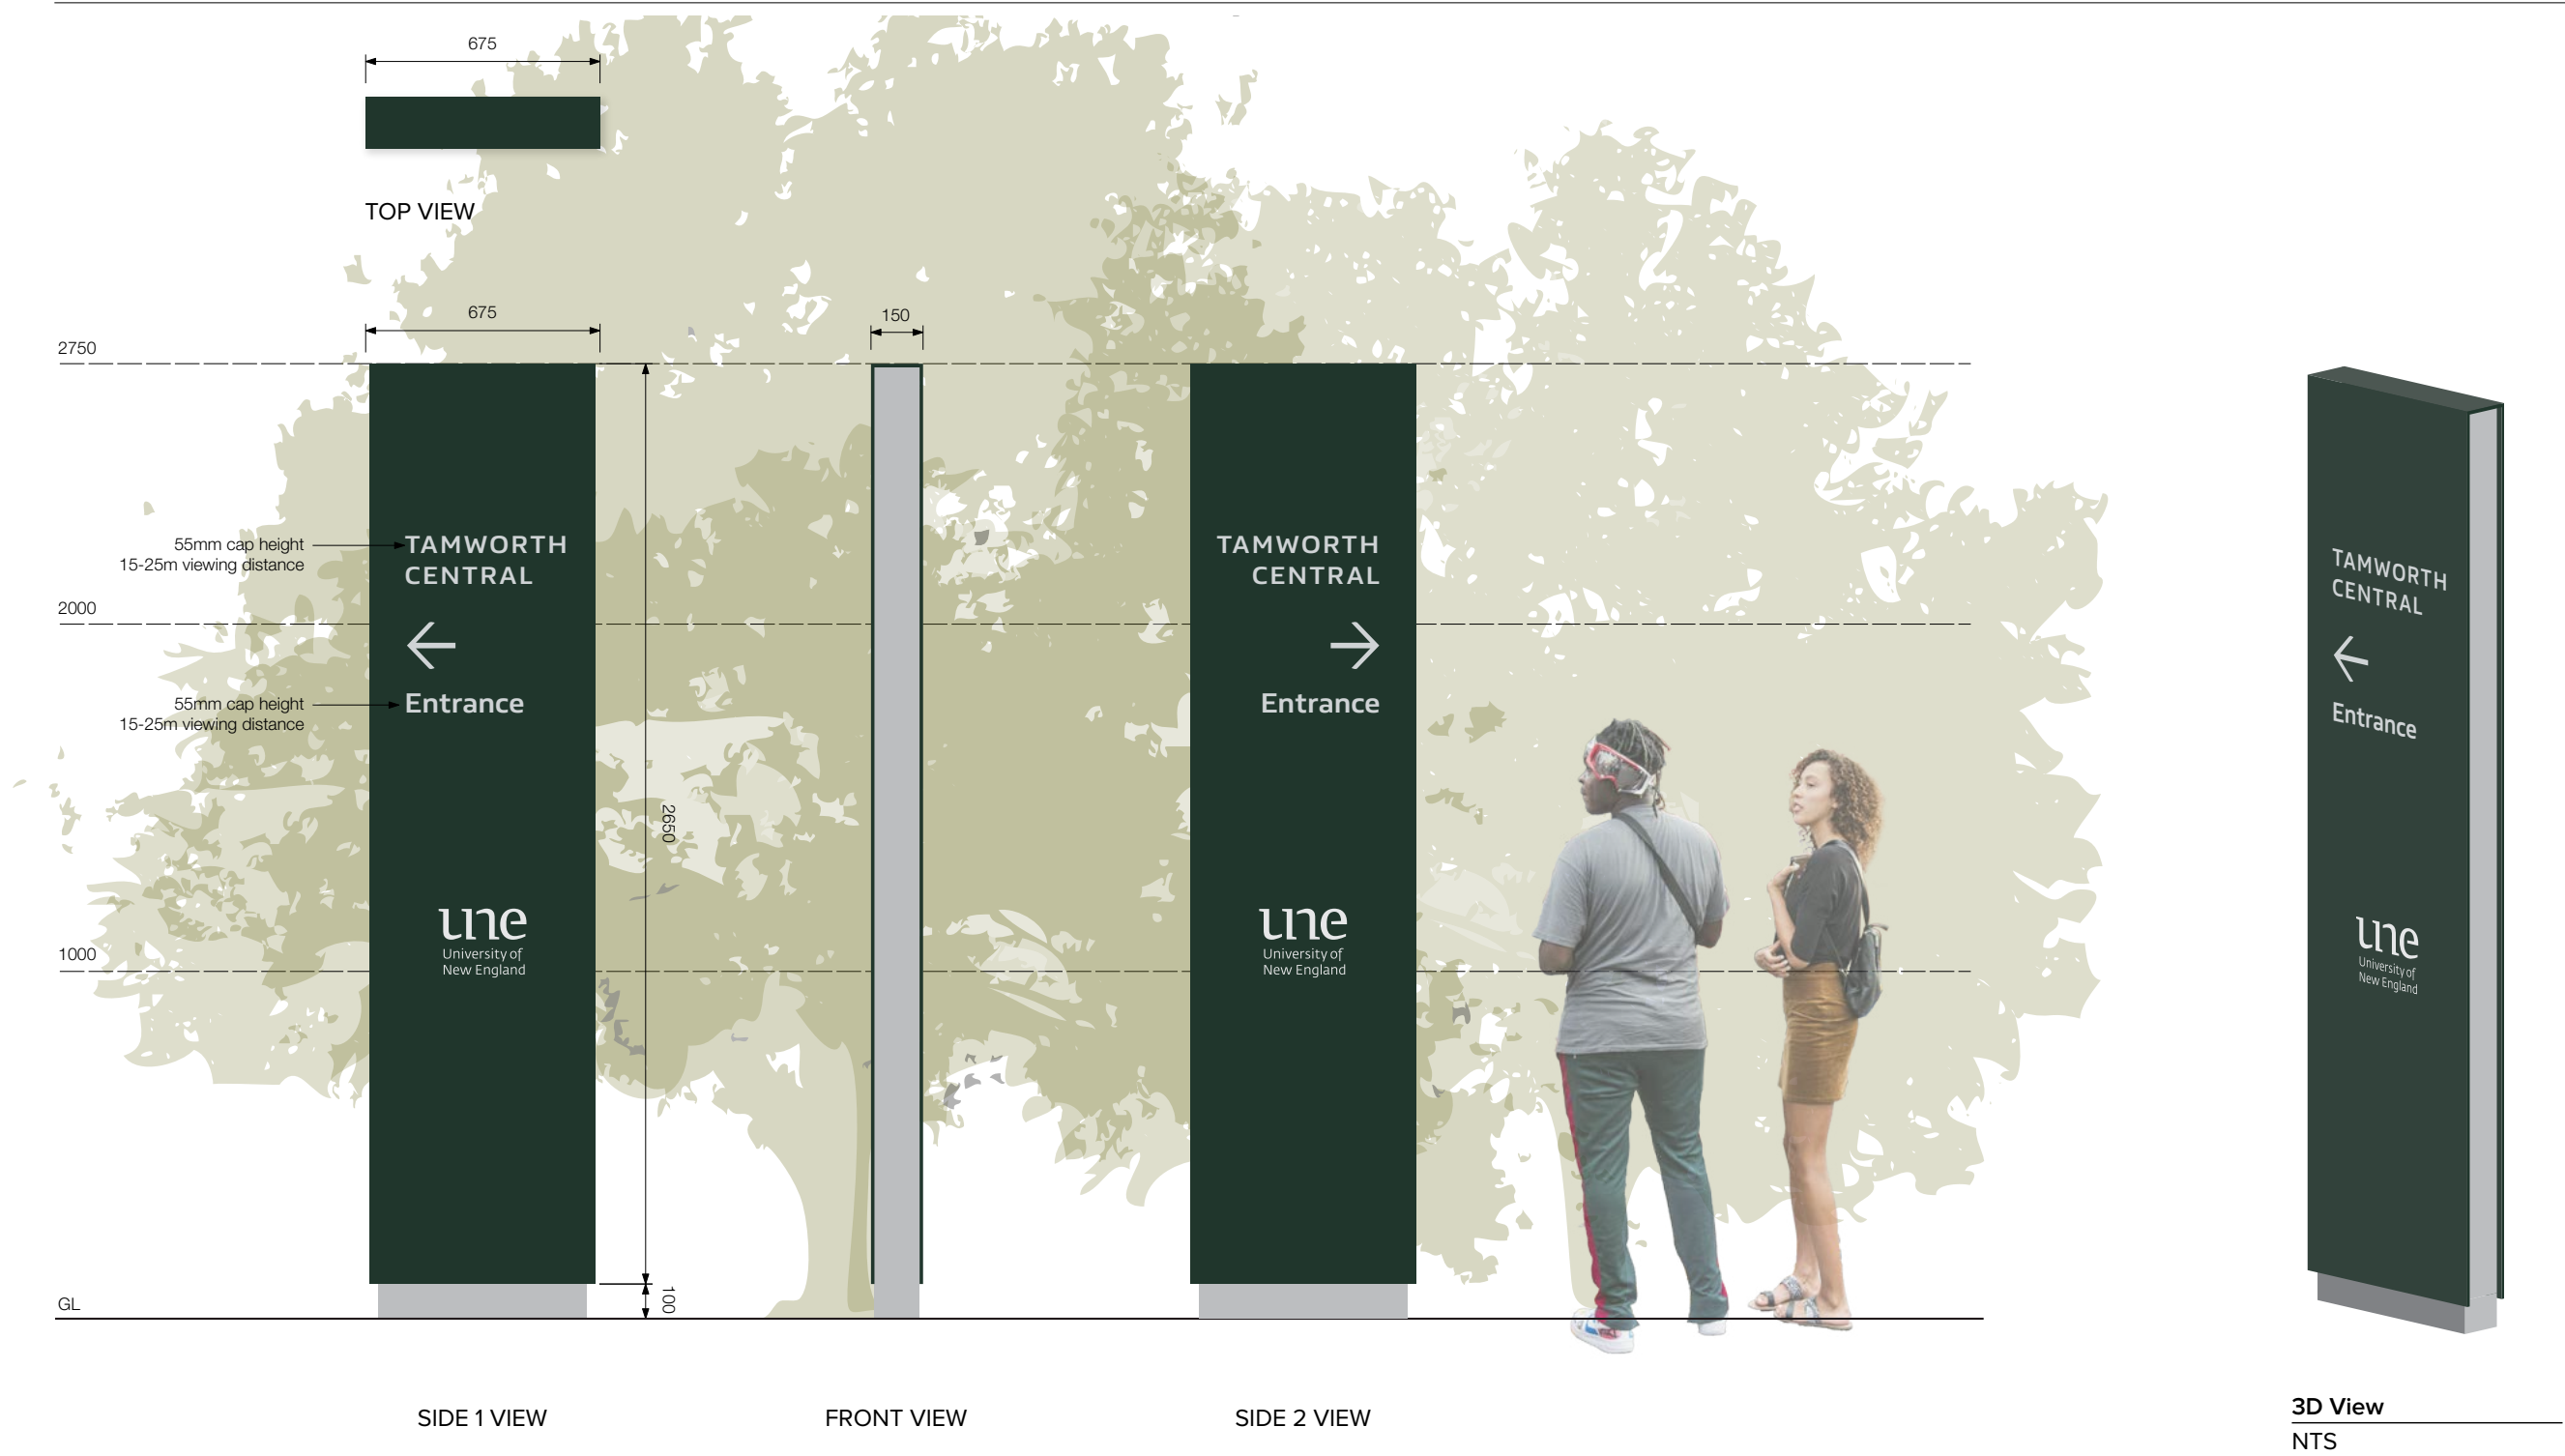 675
TOP VIEW
675
150
2750
55mm cap height
15-25m viewing distance
TAMWORTH
CENTRAL
TAMWORTH
CENTRAL
TAMWORTH
CENTRAL
2000
55mm cap height
15-25m viewing distance
Entrance
Entrance
Entrance
2650
une
University of
New England
une
University of
New England
une
University of
New England
1000
100
GL
SIDE 1 VIEW
FRONT VIEW
SIDE 2 VIEW
3D View
NTS